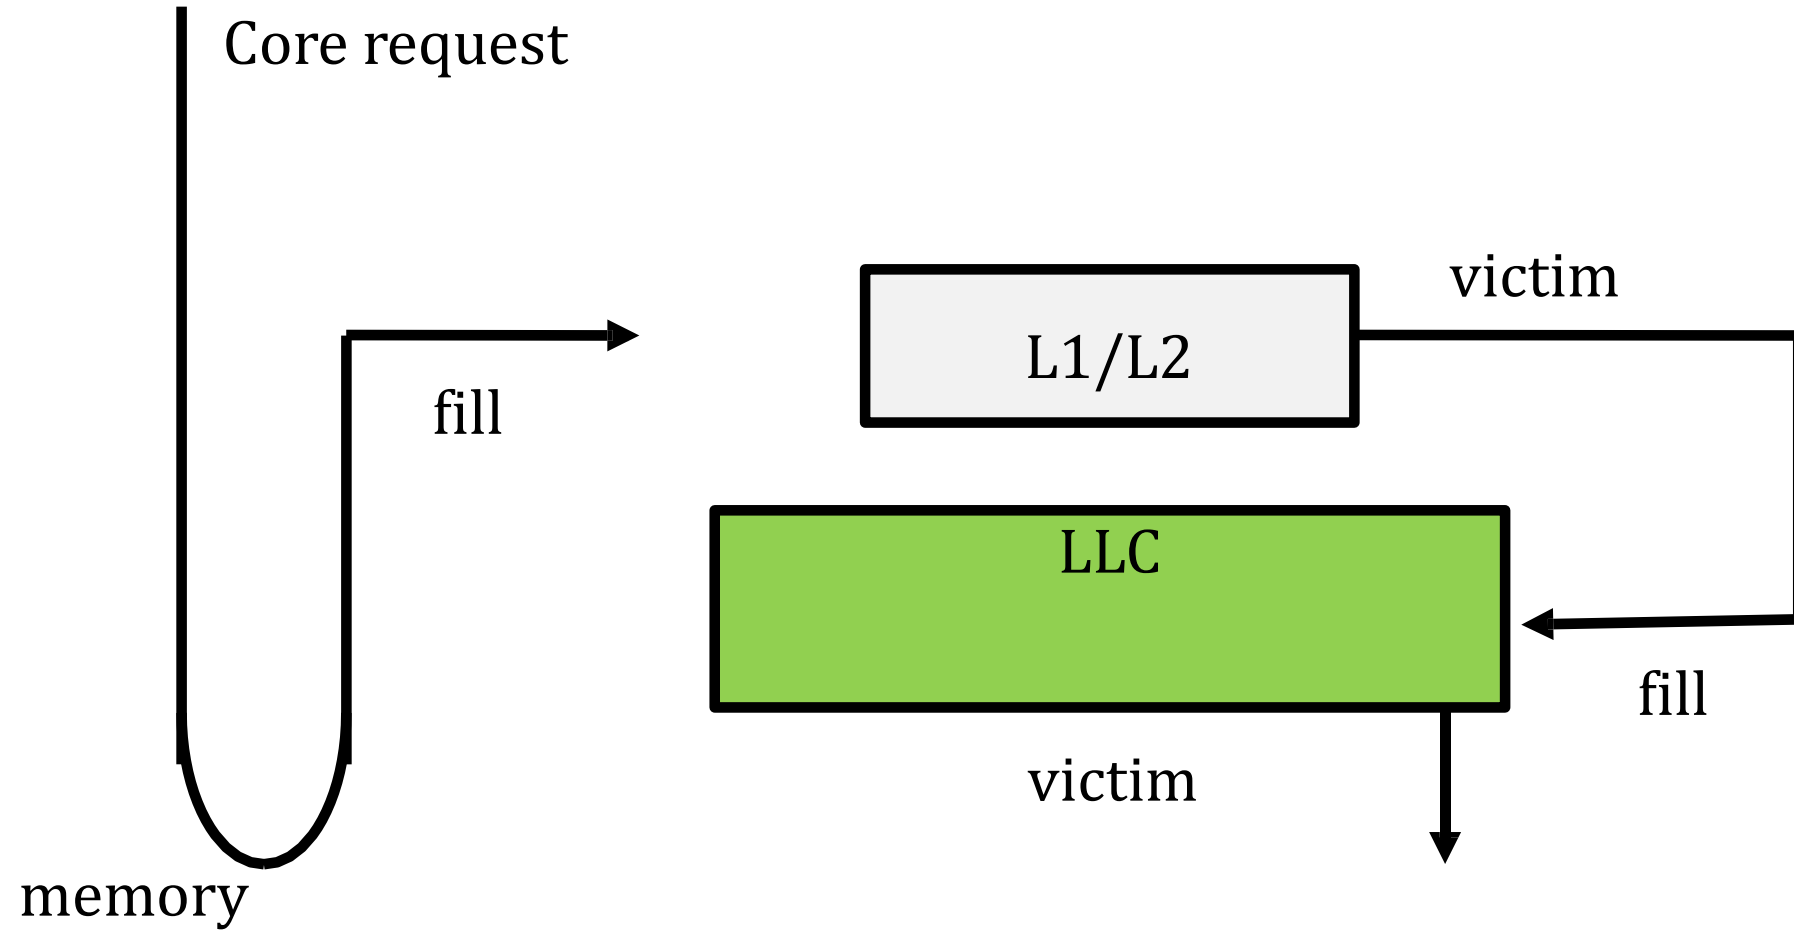 Core request
victim
L1/L2
fill
LLC
fill
victim
memory